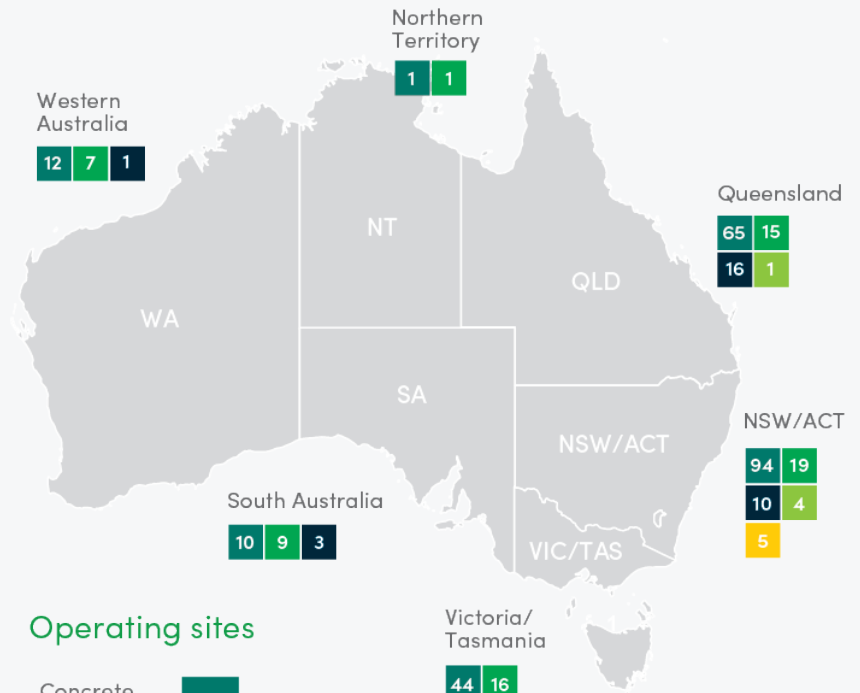 Northern
Territory
1 1
Western
Australia
12 7 1
NT
Queensland
65 15
16 1
QLD
WA
SA
NSW/ACT
NSW/ACT
94 19
10 4
5
South Australia
10 9 3
VIC/TAS
Operating sites
Victoria/
Tasmania
44 16
Concrete